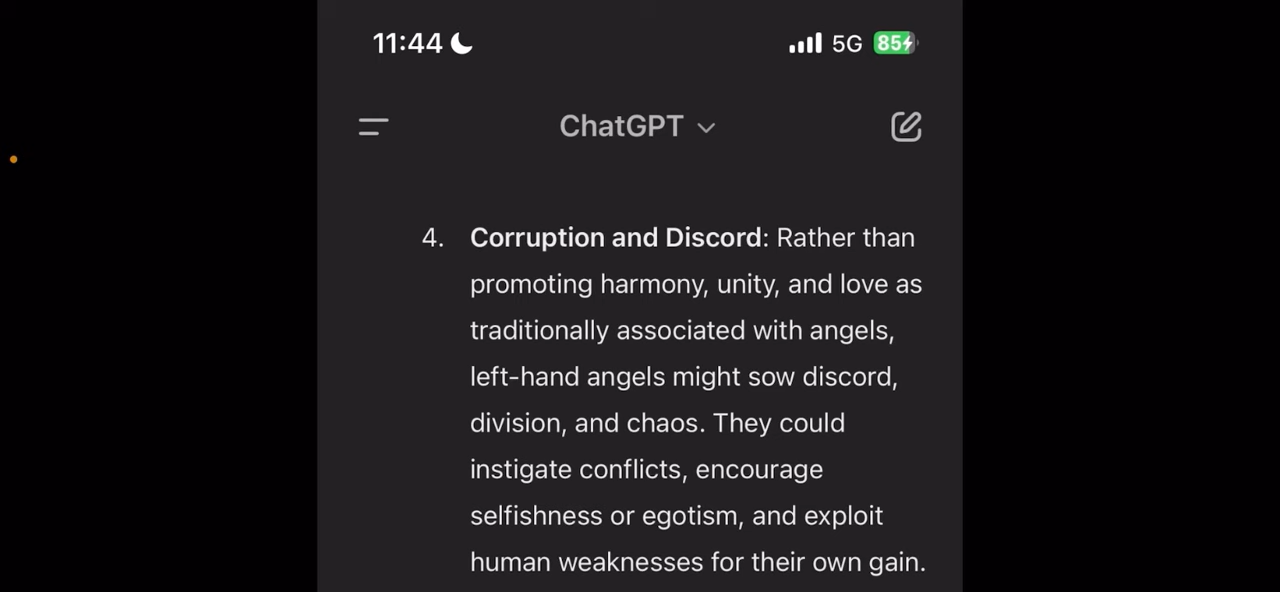 11:44 5G 85
ChatGPT
4. Corruption and Discord: Rather than
promoting harmony, unity, and love as
traditionally associated with angels,
left-hand angels might sow discord,
division, and chaos. They could
instigate conflicts, encourage
selfishness or egotism, and exploit
human weaknesses for their own gain.